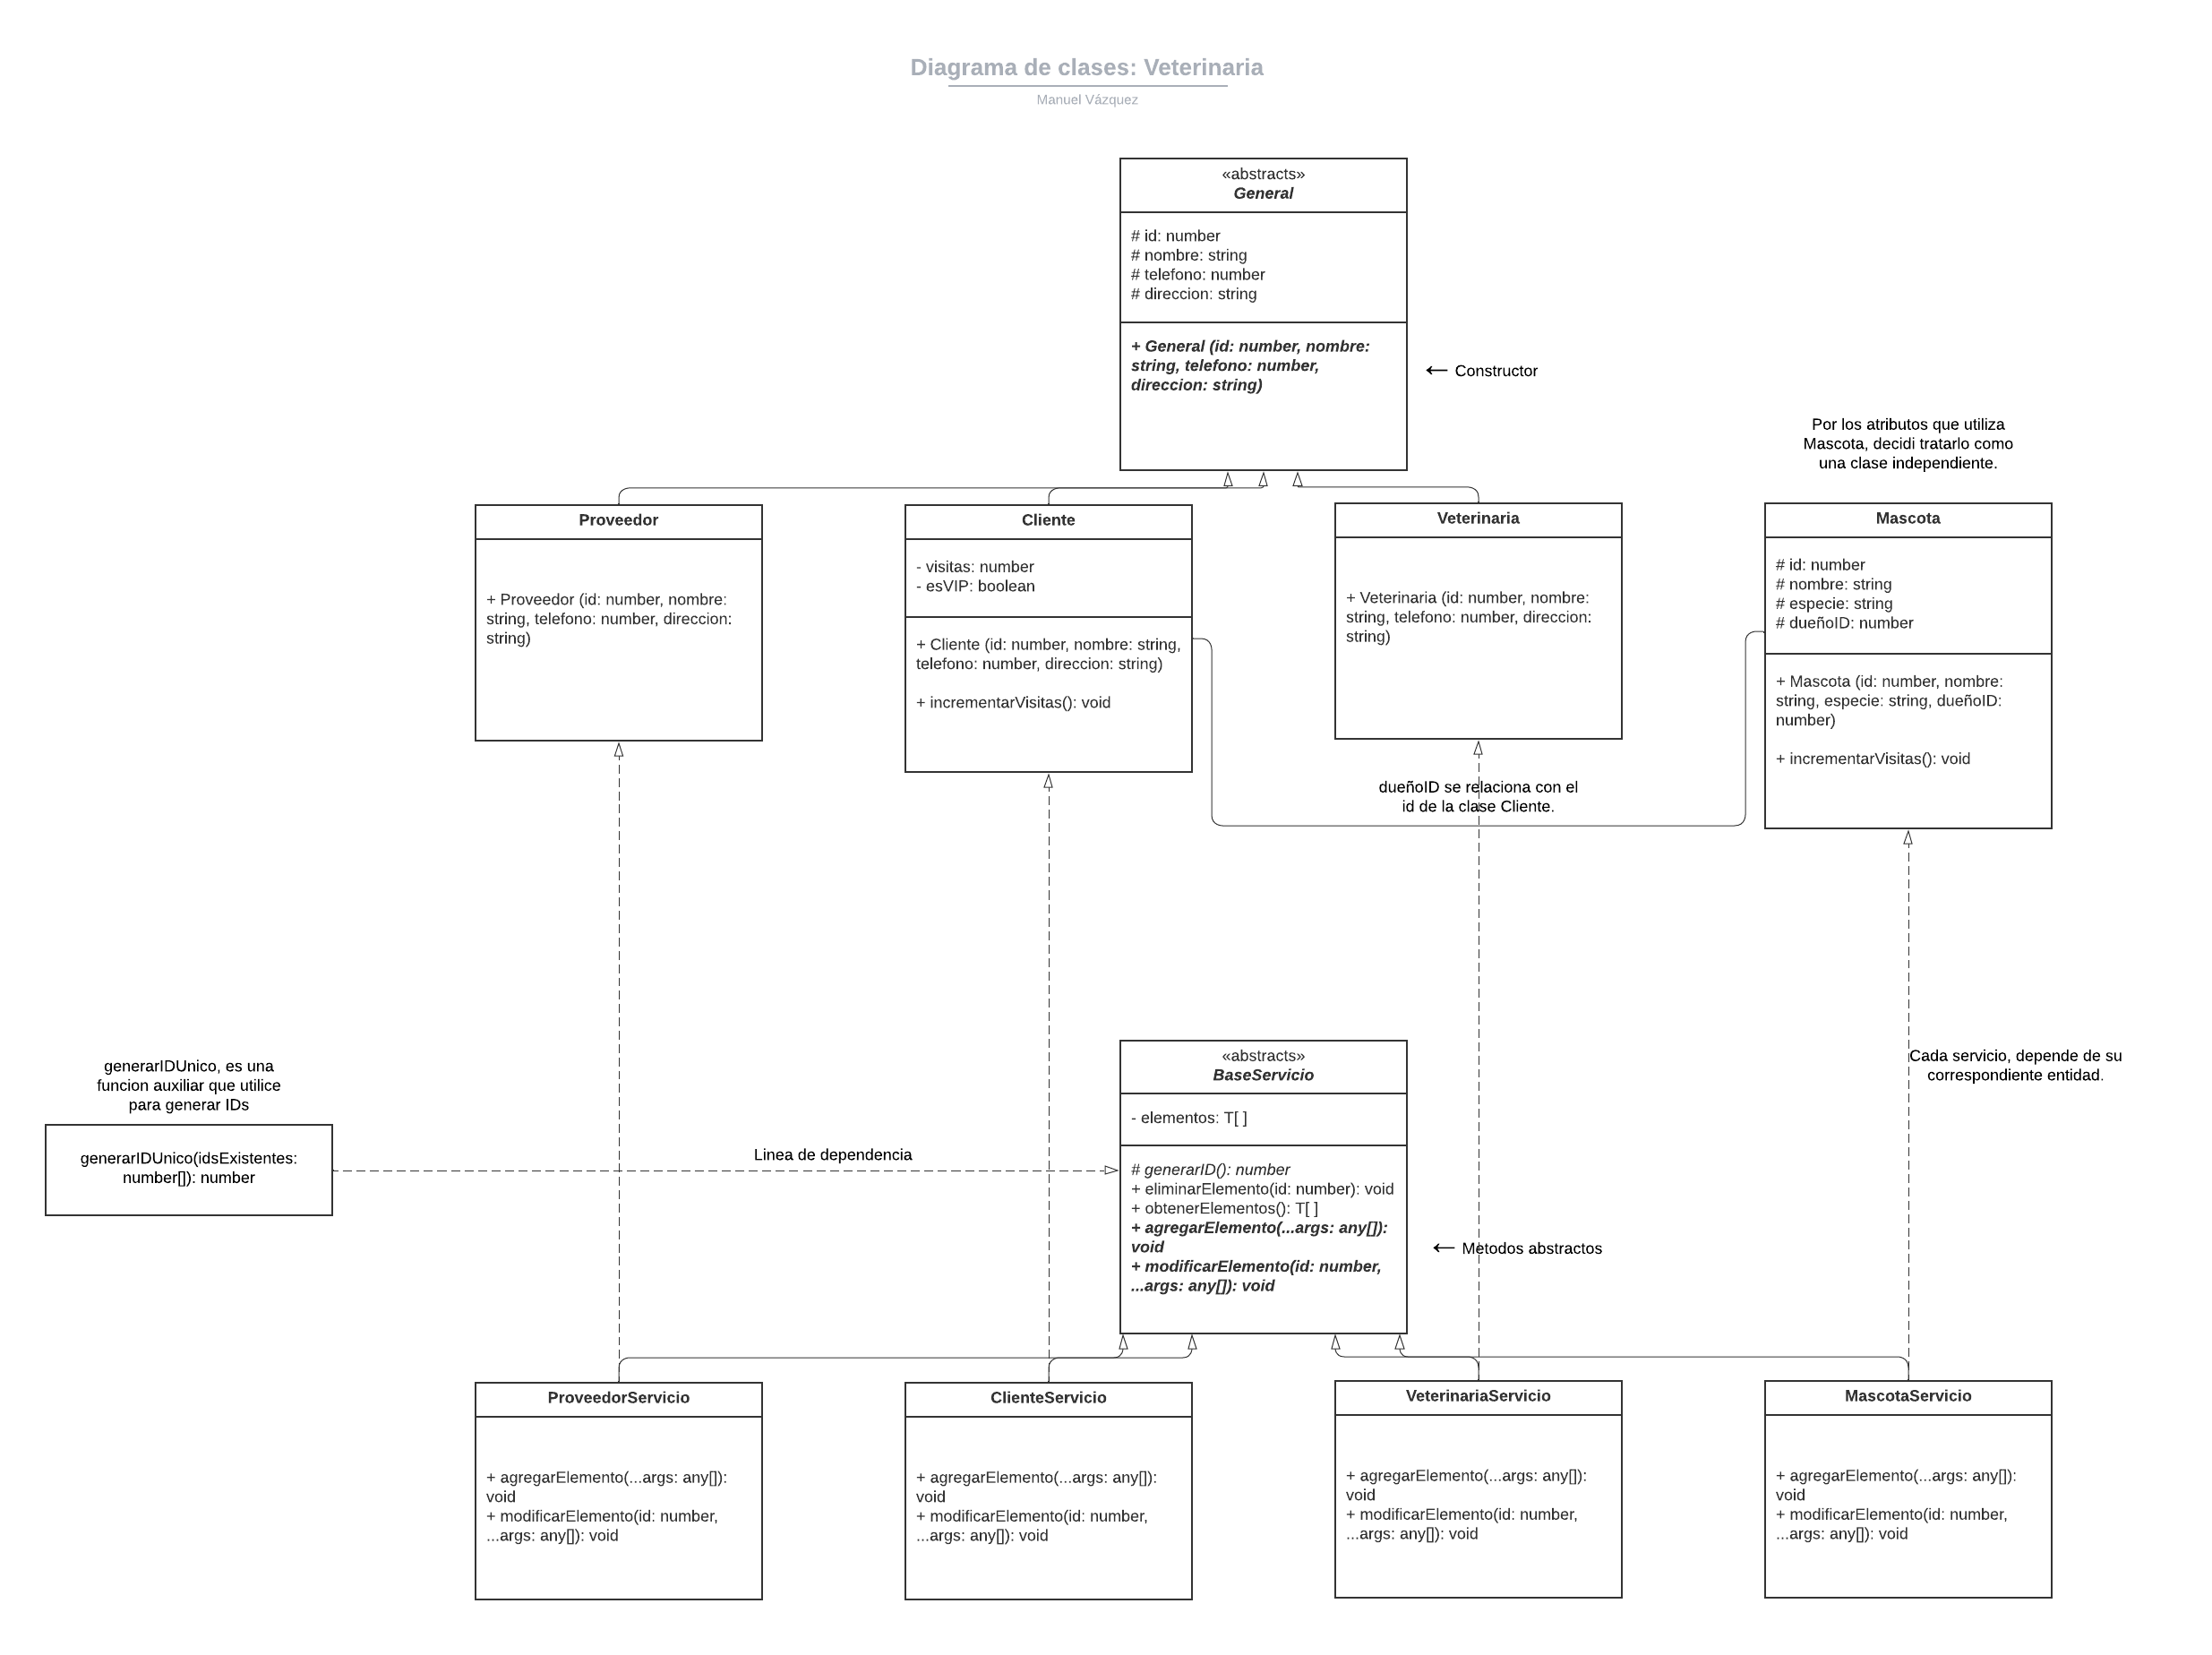 Diagrama de clases: Veterinaria
Manuel Vázquez
«abstracts»
General
# id: number
# nombre: string
# telefono: number
# direccion: string
+ General (id: number, nombre:
string, telefono: number,
direccion: string)
← Constructor
Por los atributos que utiliza
Mascota, decidi tratarlo como
una clase independiente.
Proveedor
+ Proveedor (id: number, nombre:
string, telefono: number, direccion:
string)
Cliente
- visitas: number
- esVIP: boolean
+ Cliente (id: number, nombre: string,
telefono: number, direccion: string)
+ incrementarVisitas(): void
Veterinaria
+ Veterinaria (id: number, nombre:
string, telefono: number, direccion:
string)
Mascota
# id: number
# nombre: string
# especie: string
# dueñoID: number
+ Mascota (id: number, nombre:
string, especie: string, dueñoID:
number)
+ incrementarVisitas(): void
dueñoID se relaciona con el
id de la clase Cliente.
generarIDUnico, es una
funcion auxiliar que utilice
para generar IDs
generarIDUnico(idsExistentes:
number[]): number
Linea de dependencia
«abstracts»
BaseServicio
- elementos: T[ ]
# generarID(): number
+ eliminarElemento(id: number): void
+ obtenerElementos(): T[ ]
+ agregarElemento(...args: any[]):
void
+ modificarElemento(id: number,
...args: any[]): void
← Metodos abstractos
Cada servicio, depende de su
correspondiente entidad.
ProveedorServicio
+ agregarElemento(...args: any[]):
void
+ modificarElemento(id: number,
...args: any[]): void
ClienteServicio
+ agregarElemento(...args: any[]):
void
+ modificarElemento(id: number,
...args: any[]): void
VeterinariaServicio
+ agregarElemento(...args: any[]):
void
+ modificarElemento(id: number,
...args: any[]): void
MascotaServicio
+ agregarElemento(...args: any[]):
void
+ modificarElemento(id: number,
...args: any[]): void